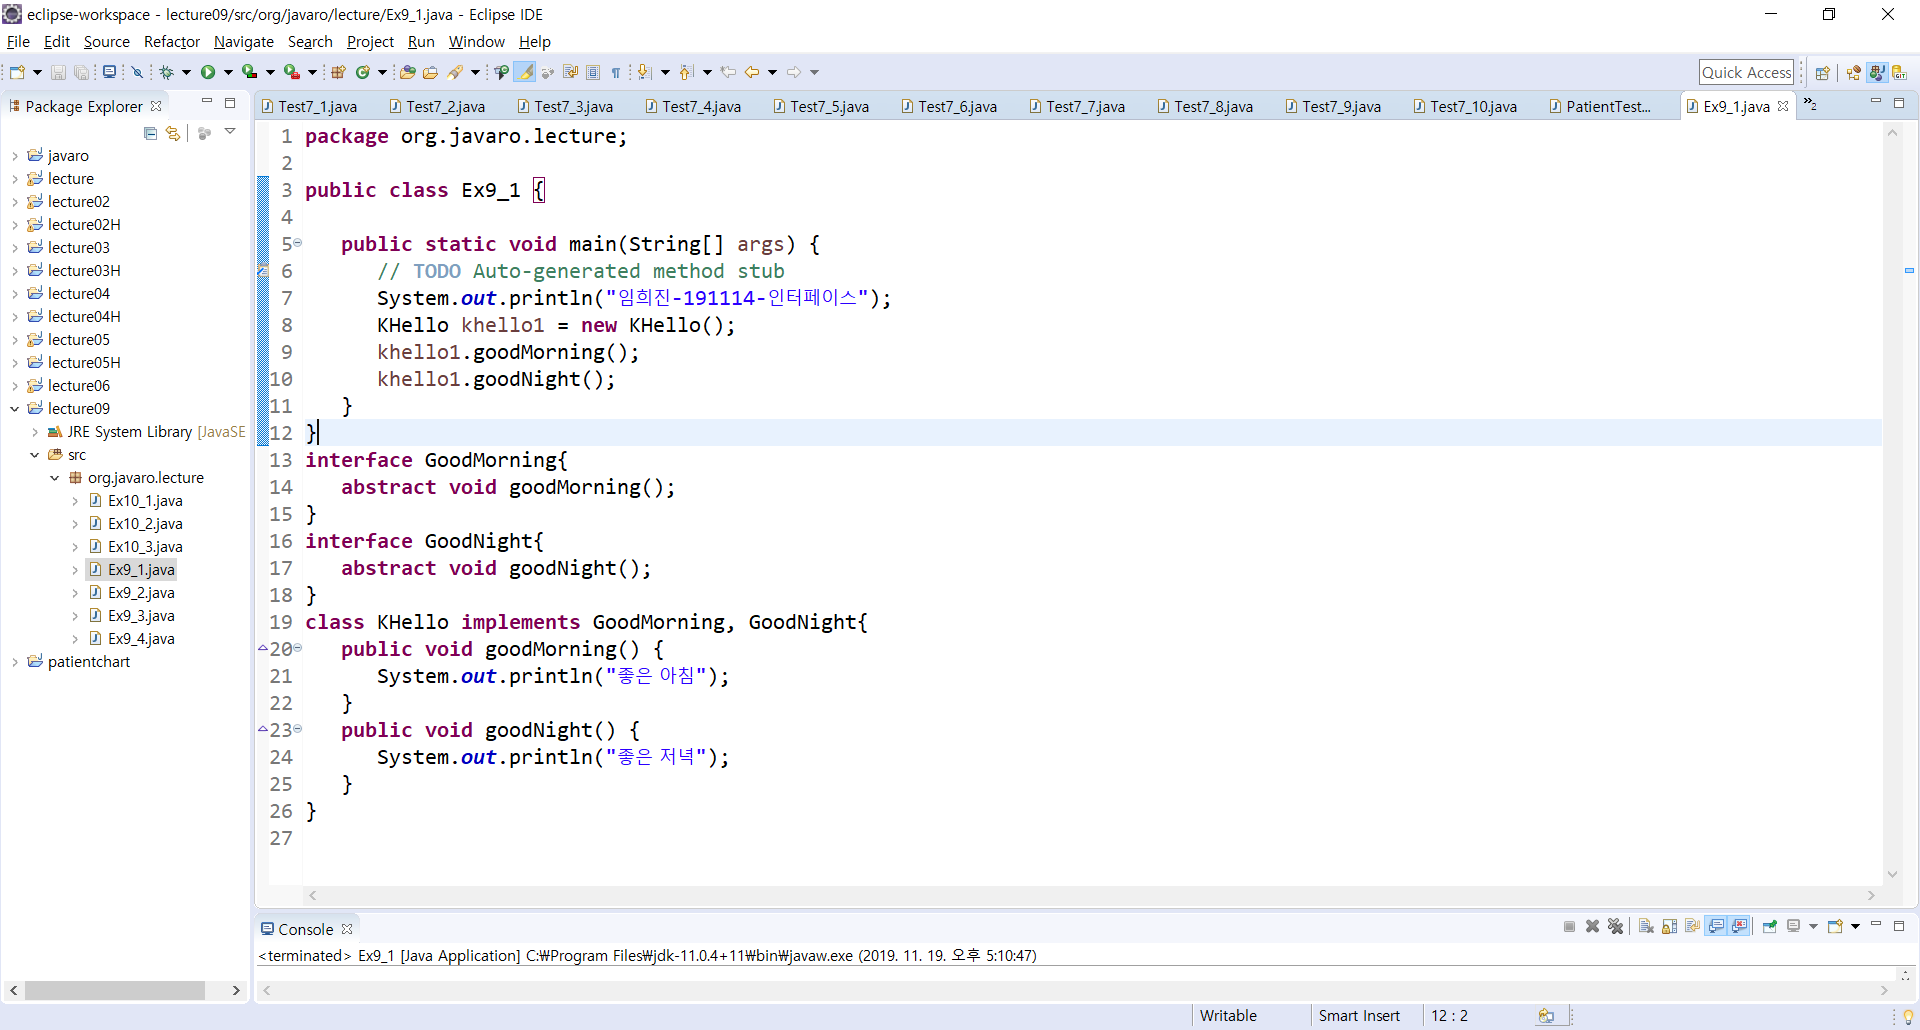 eclipse-workspace - lecture09/src/org/javaro/lecture/Ex9_1.java - Eclipse IDE
File Edit Source Refactor Navigate Search Project Run Window Help
Quick Access
Package Explorer
javaro
lecture
lecture02
lecture02H
lecture03
lecture03H
lecture04
lecture04H
lecture05
lecture05H
lecture06
lecture09
JRE System Library [JavaSE
src
org.javaro.lecture
Ex10_1.java
Ex10_2.java
Ex10_3.java
Ex9_1.java
Ex9_2.java
Ex9_3.java
Ex9_4.java
patientchart
Test7_1.java Test7_2.java Test7_3.java Test7_4.java Test7_5.java Test7_6.java Test7_7.java Test7_8.java Test7_9.java Test7_10.java PatientTest... Ex9_1.java »2
1 package org.javaro.lecture;
2
3 public class Ex9_1 {
4
5 public static void main(String[] args) {
6 // TODO Auto-generated method stub
7 System.out.println("임희진-191114-인터페이스");
8 KHello khello1 = new KHello();
9 khello1.goodMorning();
10 khello1.goodNight();
11 }
12 }
13 interface GoodMorning{
14 abstract void goodMorning();
15 }
16 interface GoodNight{
17 abstract void goodNight();
18 }
19 class KHello implements GoodMorning, GoodNight{
20 public void goodMorning() {
21 System.out.println("좋은 아침");
22 }
23 public void goodNight() {
24 System.out.println("좋은 저녁");
25 }
26 }
27
Console
<terminated> Ex9_1 [Java Application] C:₩Program Files₩jdk-11.0.4+11₩bin₩javaw.exe (2019. 11. 19. 오후 5:10:47)
Writable Smart Insert 12 : 2